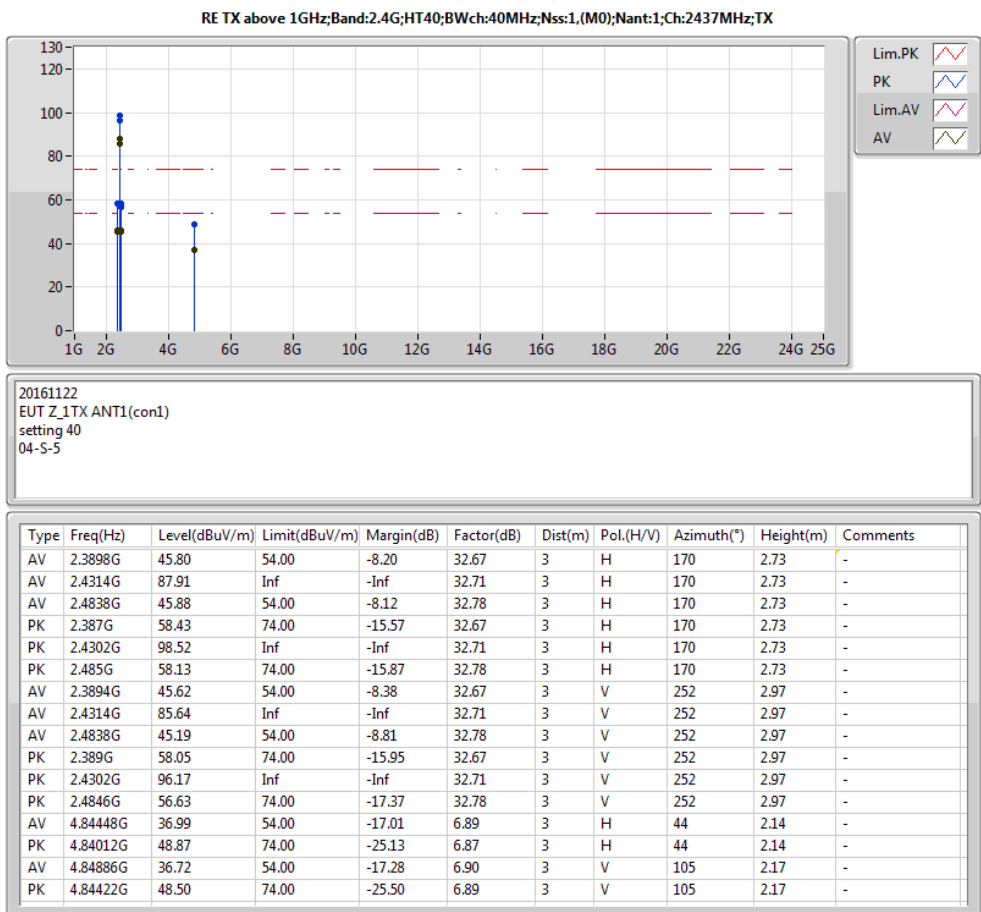 RE TX above 1GHz;Band:2.4G;HT40;BWch:40MHz;Nss:1,(M0);Nant:1;Ch:2437MHz;TX
130
120
100
80
60
40
20
0
1G 2G 4G 6G 8G 10G 12G 14G 16G 18G 20G 22G 24G 25G
Lim.PK
PK
Lim.AV
AV
20161122
EUT Z_1TX ANT1(con1)
setting 40
04-S-5
Type Freq(Hz) Level(dBuV/m) Limit(dBuV/m) Margin(dB) Factor(dB) Dist(m) Pol.(H/V) Azimuth(°) Height(m) Comments
AV 2.3898G 45.80 54.00 -8.20 32.67 3 H 170 2.73 -
AV 2.4314G 87.91 Inf -Inf 32.71 3 H 170 2.73 -
AV 2.4838G 45.88 54.00 -8.12 32.78 3 H 170 2.73 -
PK 2.387G 58.43 74.00 -15.57 32.67 3 H 170 2.73 -
PK 2.4302G 98.52 Inf -Inf 32.71 3 H 170 2.73 -
PK 2.485G 58.13 74.00 -15.87 32.78 3 H 170 2.73 -
AV 2.3894G 45.62 54.00 -8.38 32.67 3 V 252 2.97 -
AV 2.4314G 85.64 Inf -Inf 32.71 3 V 252 2.97 -
AV 2.4838G 45.19 54.00 -8.81 32.78 3 V 252 2.97 -
PK 2.389G 58.05 74.00 -15.95 32.67 3 V 252 2.97 -
PK 2.4302G 96.17 Inf -Inf 32.71 3 V 252 2.97 -
PK 2.4846G 56.63 74.00 -17.37 32.78 3 V 252 2.97 -
AV 4.84448G 36.99 54.00 -17.01 6.89 3 H 44 2.14 -
PK 4.84012G 48.87 74.00 -25.13 6.87 3 H 44 2.14 -
AV 4.84886G 36.72 54.00 -17.28 6.90 3 V 105 2.17 -
PK 4.84422G 48.50 74.00 -25.50 6.89 3 V 105 2.17 -